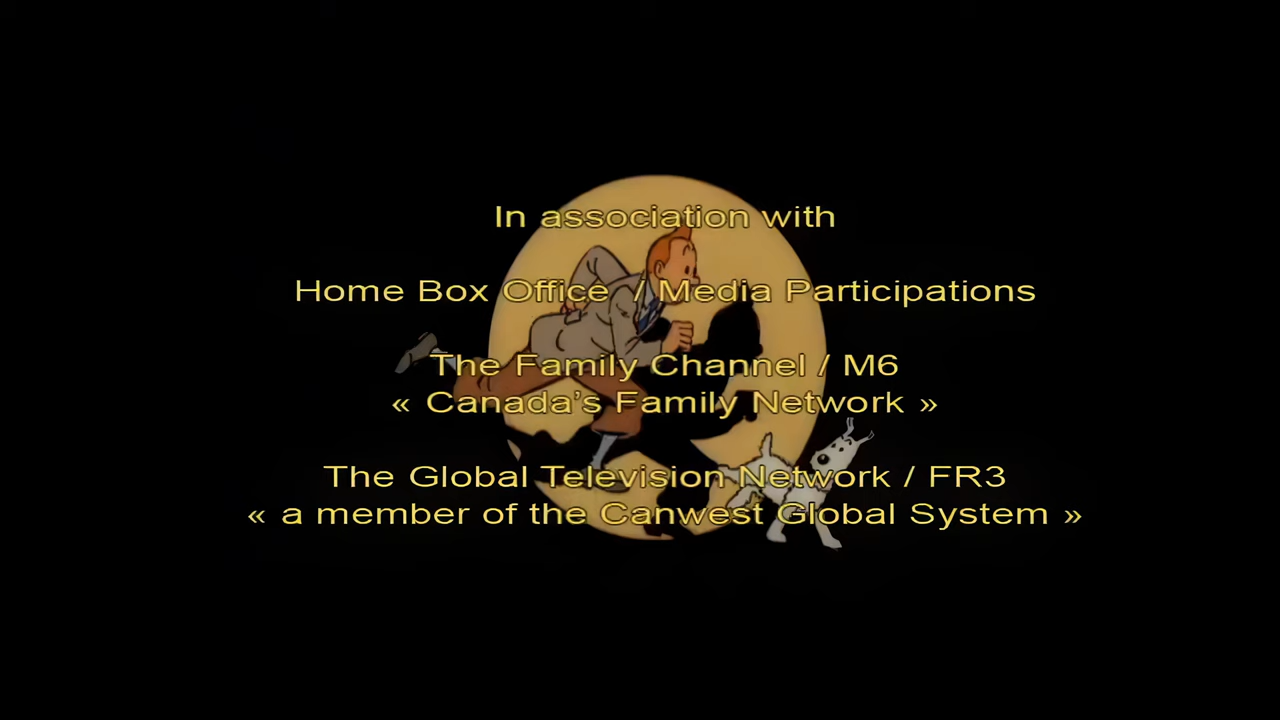 In association with
Home Box Office / Media Participations
The Family Channel / M6
« Canada’s Family Network »
The Global Television Network / FR3
« a member of the Canwest Global System »